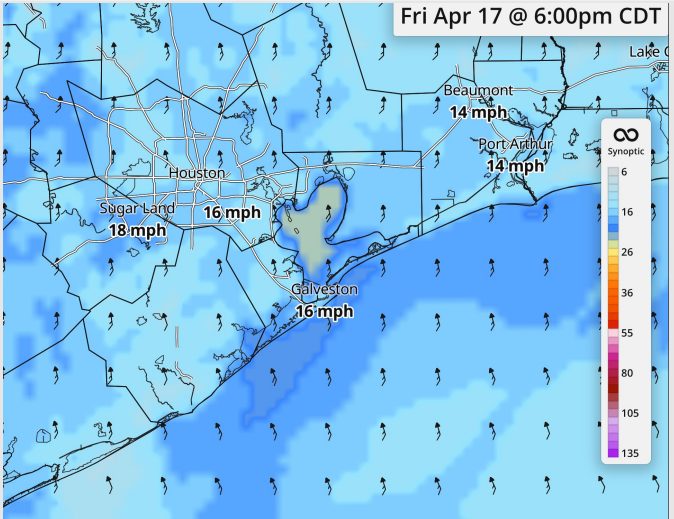 Fri Apr 17 @ 6:00pm CDT
Lake C
Beaumont
14 mph
Port Arthur
14 mph
Houston
16 mph
Sugar Land
18 mph
Galveston
16 mph
Synoptic
6
16
26
36
55
80
105
135